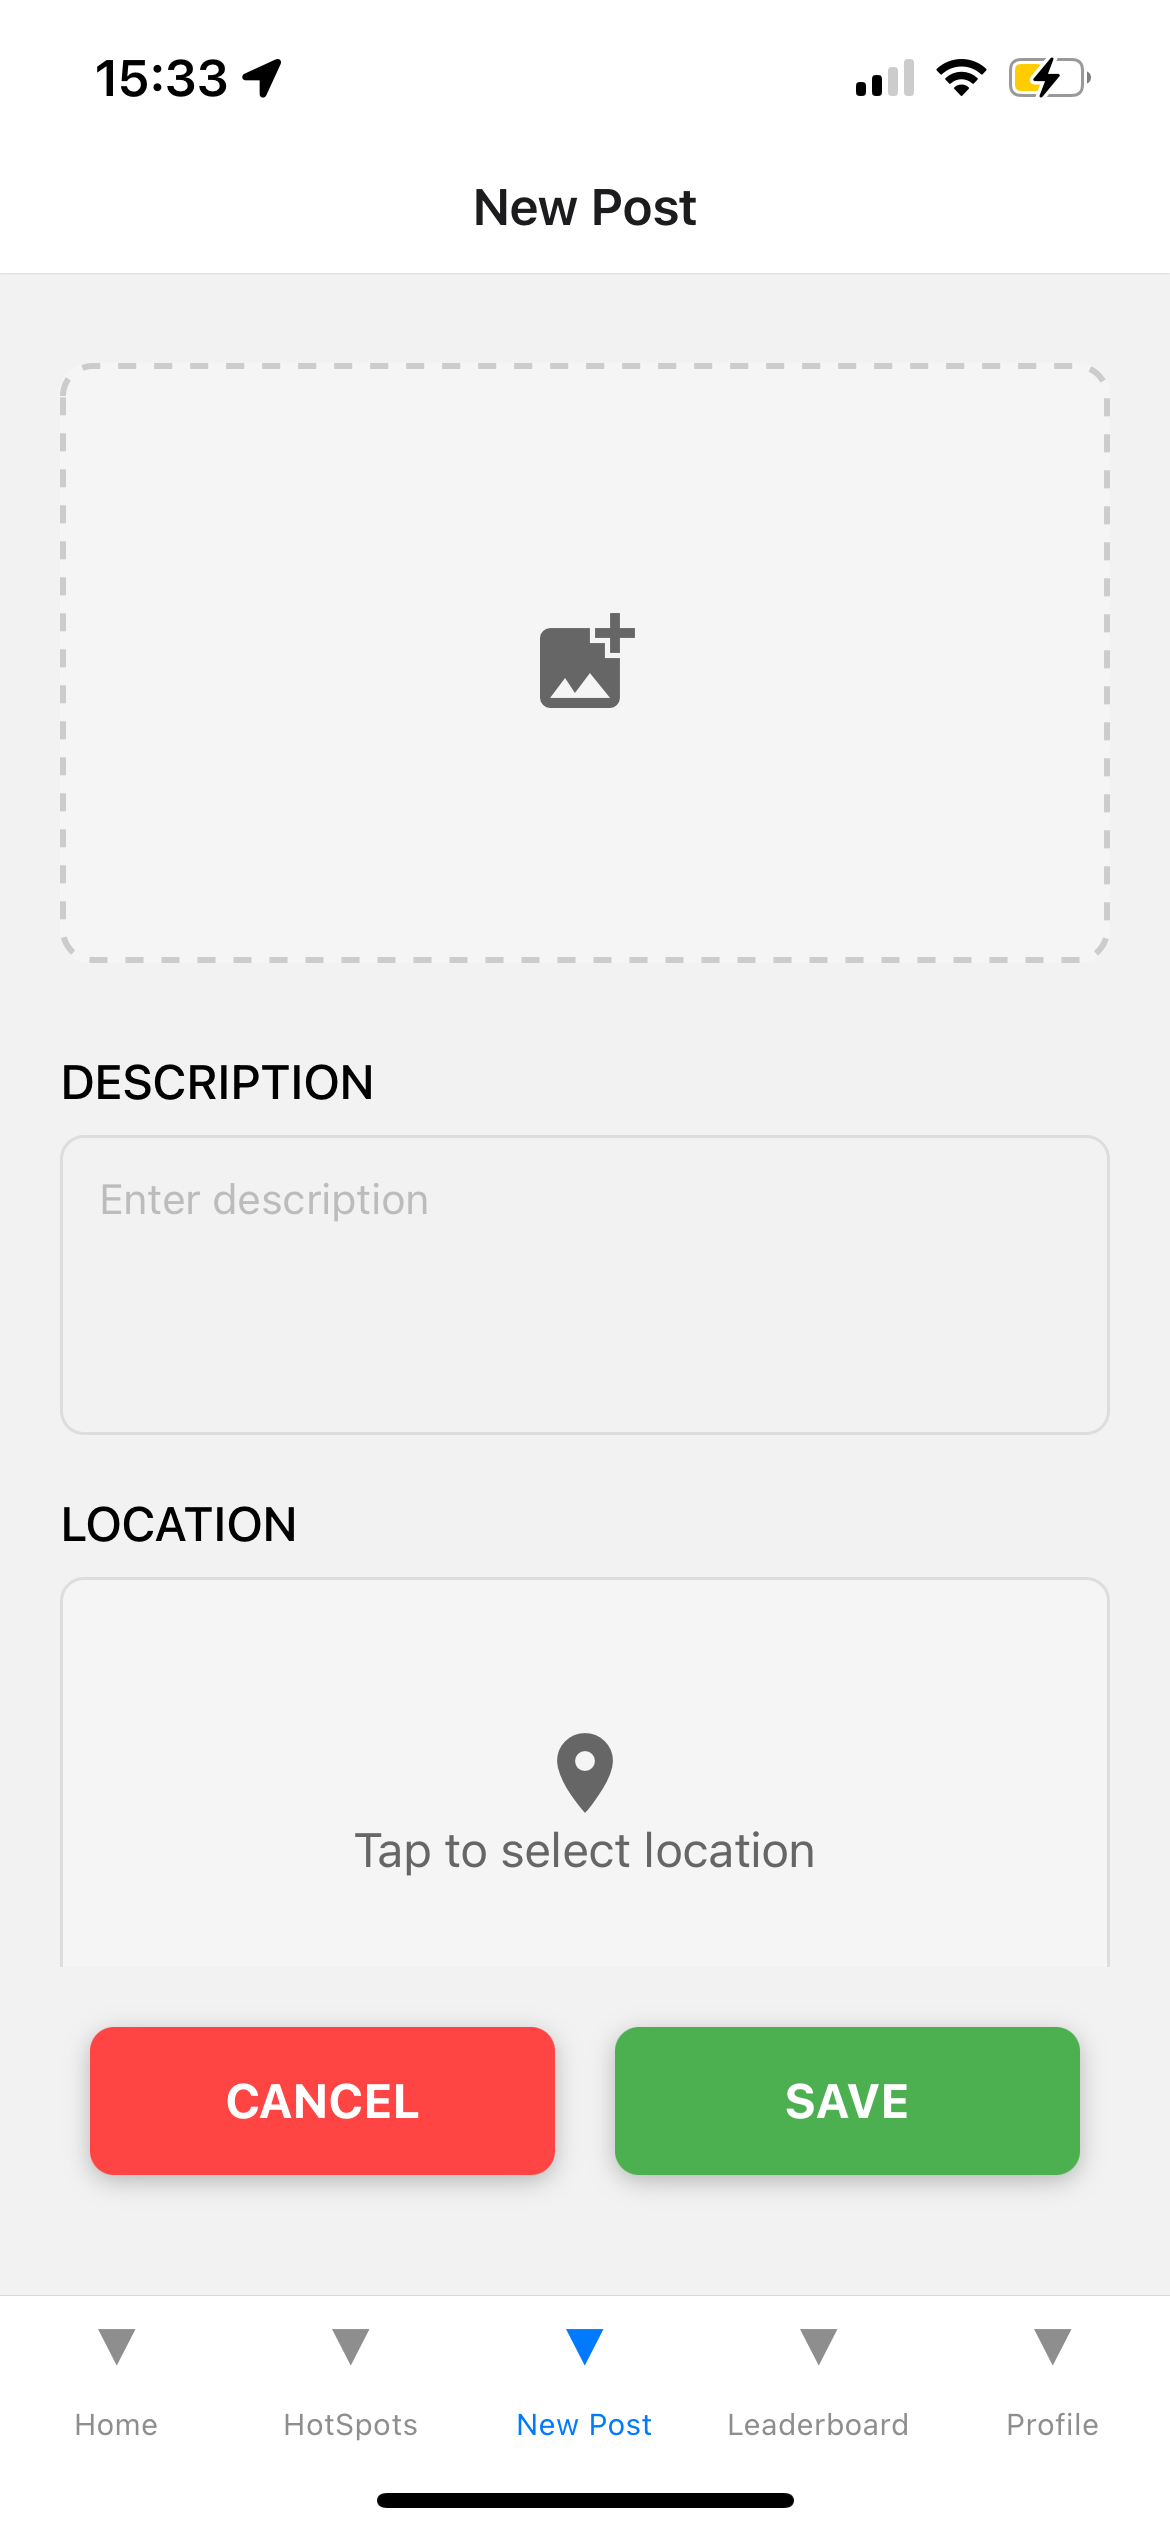 15:33
New Post
DESCRIPTION
Enter description
LOCATION
Tap to select location
CANCEL SAVE
Home HotSpots New Post Leaderboard Profile